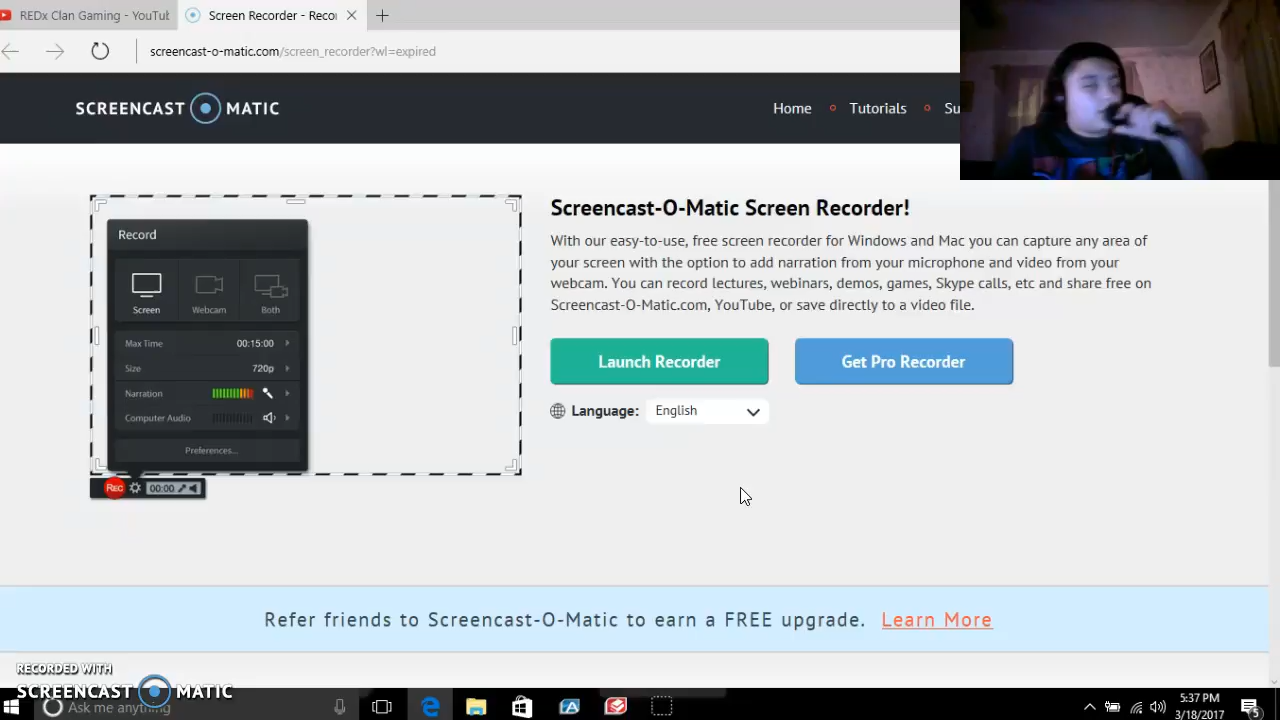 REDx Clan Gaming - YouTub
Screen Recorder - Recor
screencast-o-matic.com/screen_recorder?wl=expired
SCREENCAST MATIC
Home
Tutorials
Su
Record
Screen
Webcam
Both
Max Time 00:15:00
Size 720p
Narration
Computer Audio
Preferences...
REC 00:00
Screencast-O-Matic Screen Recorder!
With our easy-to-use, free screen recorder for Windows and Mac you can capture any area of
your screen with the option to add narration from your microphone and video from your
webcam. You can record lectures, webinars, demos, games, Skype calls, etc and share free on
Screencast-O-Matic.com, YouTube, or save directly to a video file.
Launch Recorder
Get Pro Recorder
Language: English
Refer friends to Screencast-O-Matic to earn a FREE upgrade. Learn More
RECORDED WITH
SCREENCAST MATIC
Ask me anything
5:37 PM
3/18/2017
5